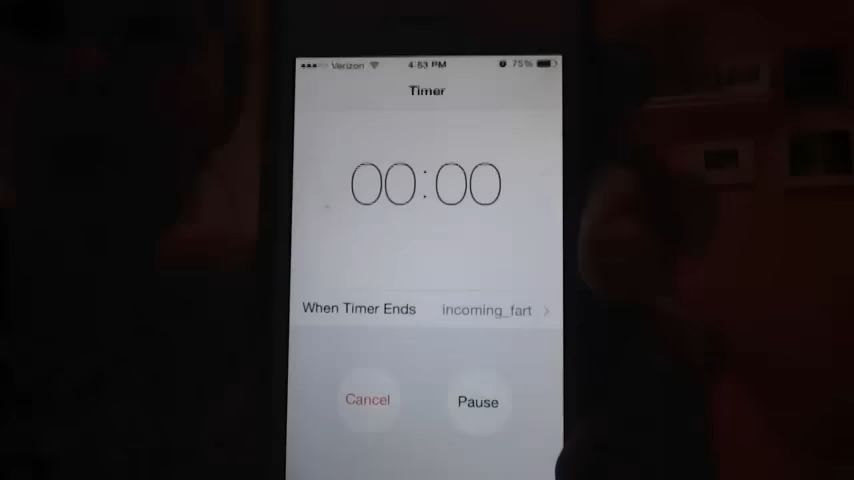 Verizon 4:53 PM 75%
Timer
00:00
When Timer Ends incoming_fart
Cancel Pause